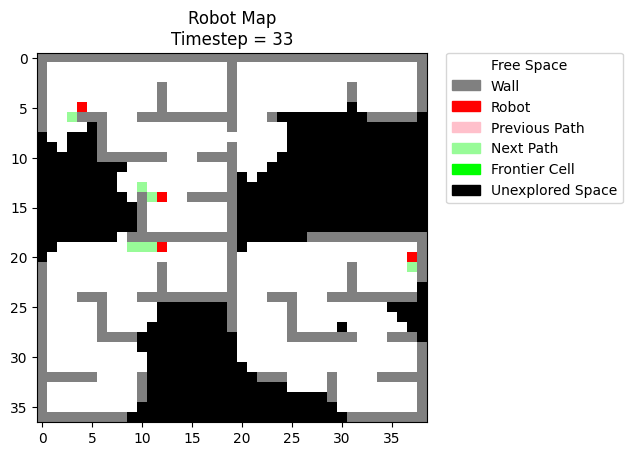 Robot Map
Timestep = 33
Free Space
Wall
Robot
Previous Path
Next Path
Frontier Cell
Unexplored Space
0
5
10
15
20
25
30
35
0
5
10
15
20
25
30
35